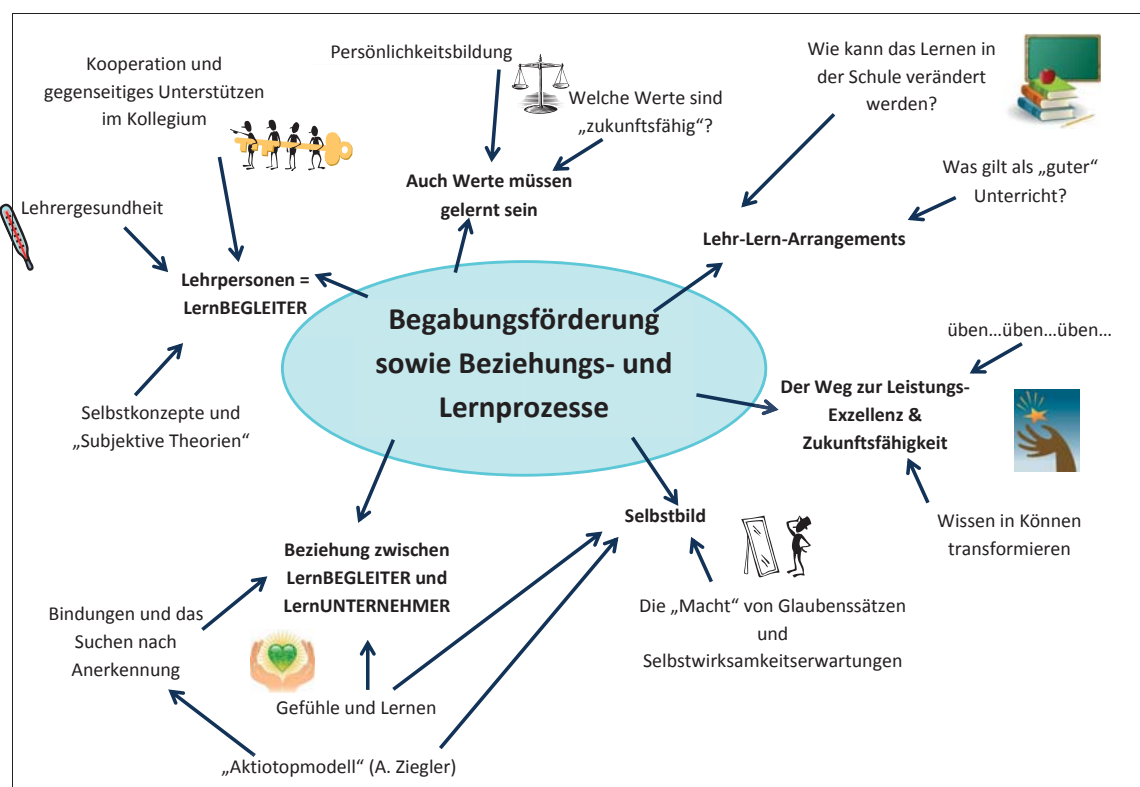 Persönlichkeitsbildung
Wie kann das Lernen in
der Schule verändert
werden?
Kooperation und
gegenseitiges Unterstützen
im Kollegium
Welche Werte sind
„zukunftsfähig“?
Was gilt als „guter“
Unterricht?
Auch Werte müssen
gelernt sein
Lehrergesundheit
Lehr-Lern-Arrangements
Lehrpersonen =
LernBEGLEITER
Begabungsförderung
sowie Beziehungs- und
Lernprozesse
üben...üben...üben...
Der Weg zur Leistungs-
Exzellenz &
Zukunftsfähigkeit
Selbstkonzepte und
„Subjektive Theorien“
Selbstbild
Wissen in Können
transformieren
Beziehung zwischen
LernBEGLEITER und
LernUNTERNEHMER
Die „Macht“ von Glaubenssätzen
und
Selbstwirksamkeitserwartungen
Bindungen und das
Suchen nach
Anerkennung
Gefühle und Lernen
„Aktiotopmodell“ (A. Ziegler)